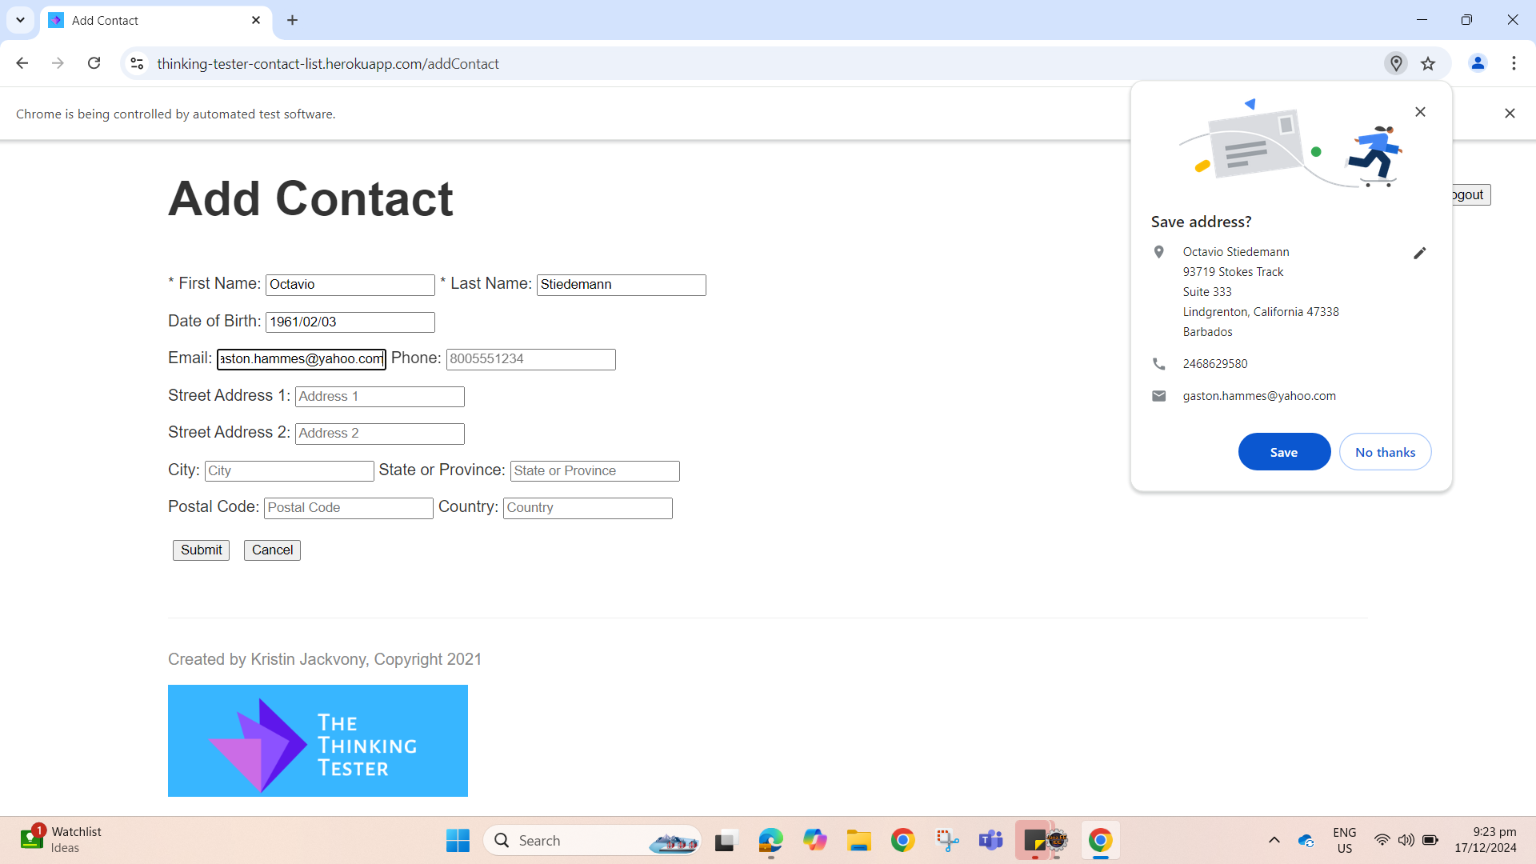 Add Contact
thinking-tester-contact-list.herokuapp.com/addContact
Chrome is being controlled by automated test software.
Add Contact
ogout
* First Name: Octavio * Last Name: Stiedemann
Date of Birth: 1961/02/03
Email: aston.hammes@yahoo.com Phone: 8005551234
Street Address 1: Address 1
Street Address 2: Address 2
City: City State or Province: State or Province
Postal Code: Postal Code Country: Country
Submit Cancel
Save address?
Octavio Stiedemann
93719 Stokes Track
Suite 333
Lindgrenton, California 47338
Barbados
2468629580
gaston.hammes@yahoo.com
Save No thanks
Created by Kristin Jackvony, Copyright 2021
THE
THINKING
TESTER
1
Watchlist
Ideas
Search
ENG
US
9:23 pm
17/12/2024